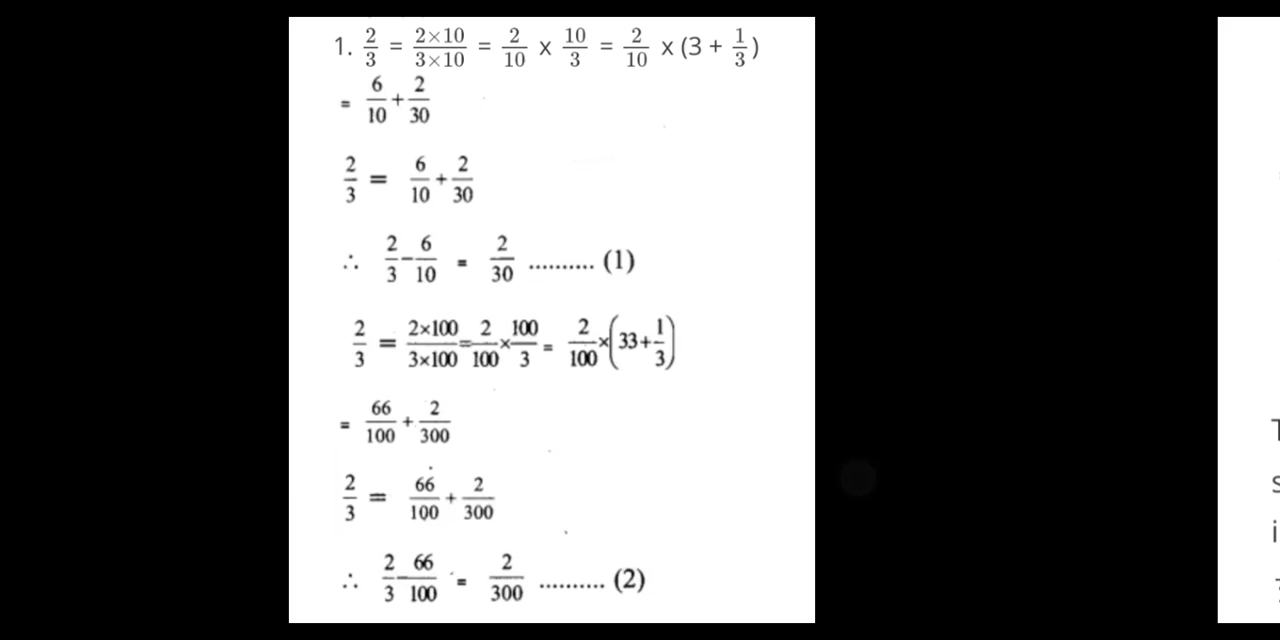 1. 2/3 = 2×10/3×10 = 2/10 x 10/3 = 2/10 x (3 + 1/3)
= 6/10 + 2/30
2/3 = 6/10 + 2/30
∴ 2/3 − 6/10 = 2/30 .......... (1)
2/3 = 2×100/3×100 = 2/100 × 100/3 = 2/100 × (33 + 1/3)
= 66/100 + 2/300
2/3 = 66/100 + 2/300
∴ 2/3 − 66/100 = 2/300 .......... (2)